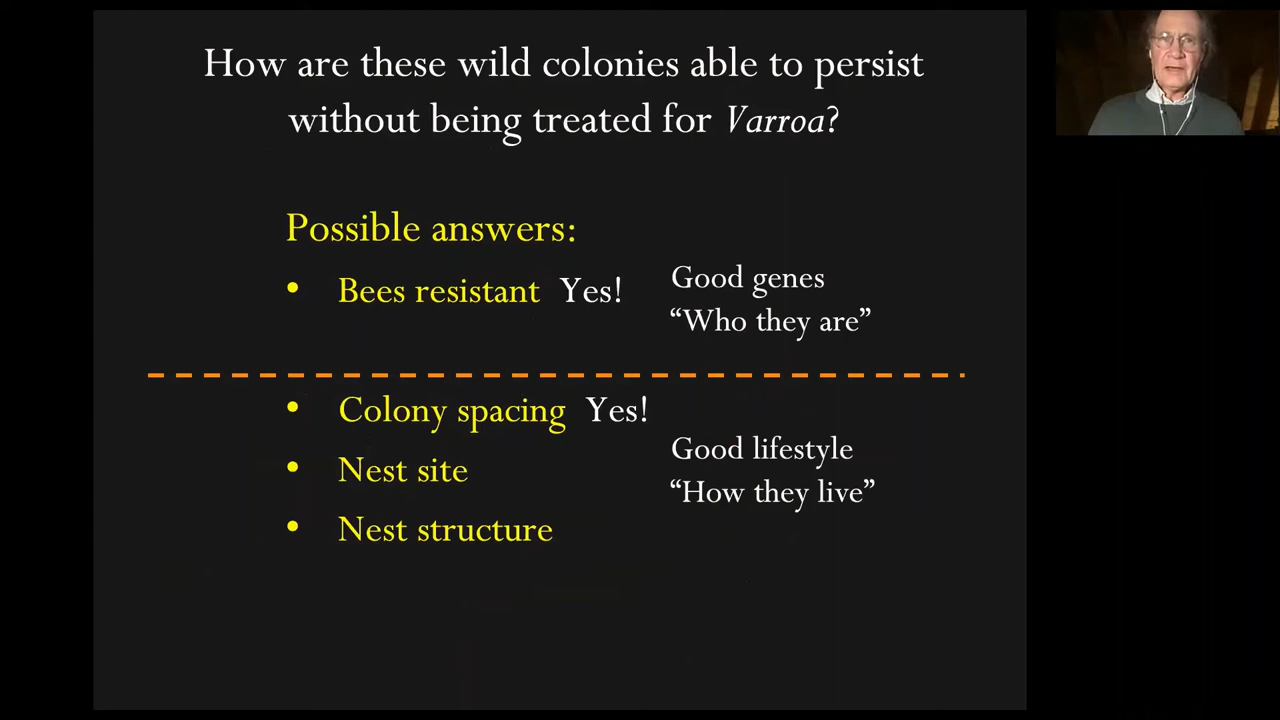 How are these wild colonies able to persist
without being treated for Varroa?
Possible answers:
• Bees resistant Yes!
Good genes
“Who they are”
• Colony spacing Yes!
Good lifestyle
“How they live”
• Nest site
• Nest structure